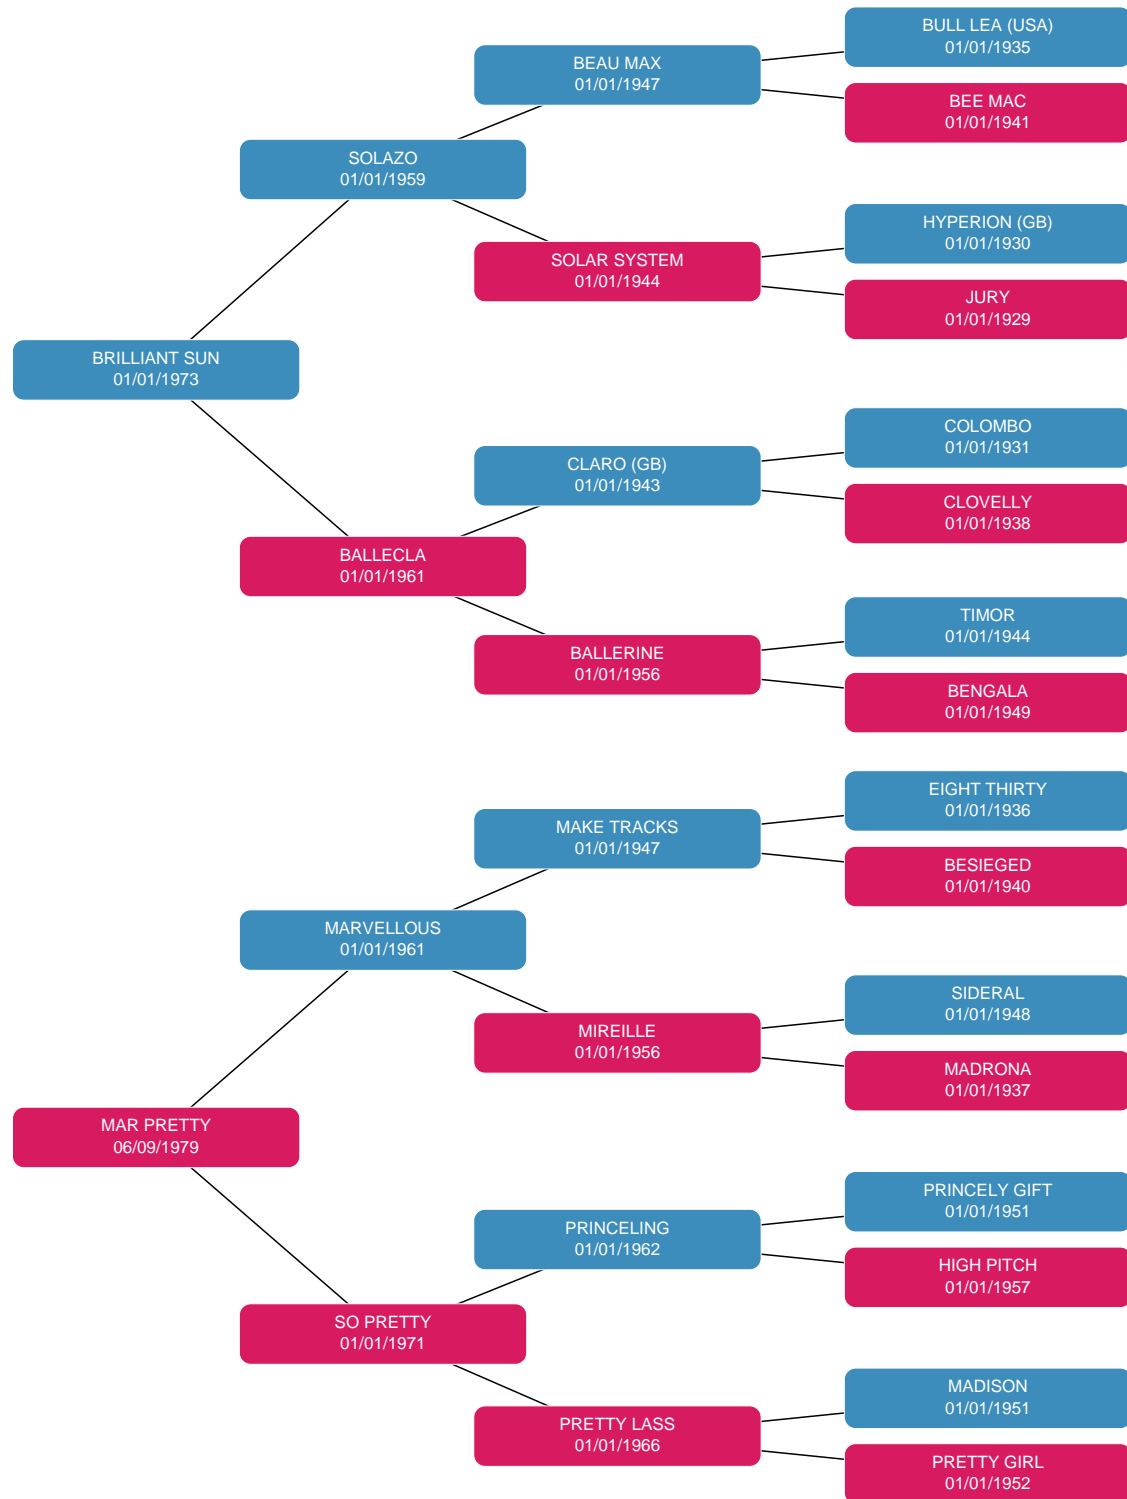 BULL LEA (USA)
01/01/1935
BEAU MAX
01/01/1947
BEE MAC
01/01/1941
SOLAZO
01/01/1959
HYPERION (GB)
01/01/1930
SOLAR SYSTEM
01/01/1944
JURY
01/01/1929
BRILLIANT SUN
01/01/1973
COLOMBO
01/01/1931
CLARO (GB)
01/01/1943
CLOVELLY
01/01/1938
BALLECLA
01/01/1961
TIMOR
01/01/1944
BALLERINE
01/01/1956
BENGALA
01/01/1949
EIGHT THIRTY
01/01/1936
MAKE TRACKS
01/01/1947
BESIEGED
01/01/1940
MARVELLOUS
01/01/1961
SIDERAL
01/01/1948
MIREILLE
01/01/1956
MADRONA
01/01/1937
MAR PRETTY
06/09/1979
PRINCELY GIFT
01/01/1951
PRINCELING
01/01/1962
HIGH PITCH
01/01/1957
SO PRETTY
01/01/1971
MADISON
01/01/1951
PRETTY LASS
01/01/1966
PRETTY GIRL
01/01/1952